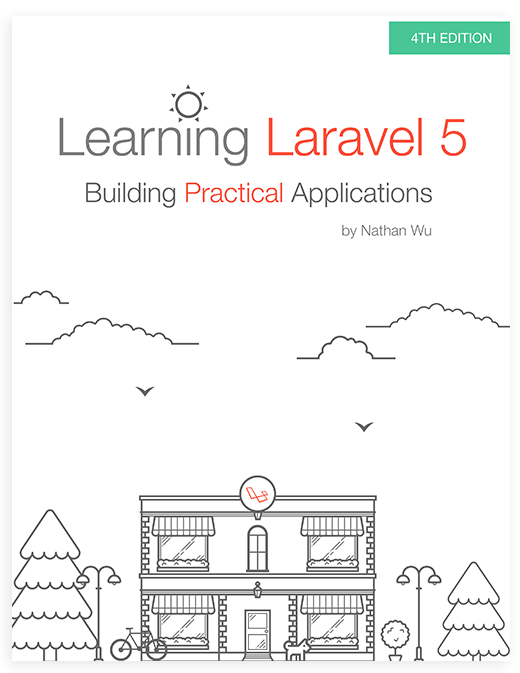 4TH EDITION
Learning Laravel 5
Building Practical Applications
by Nathan Wu